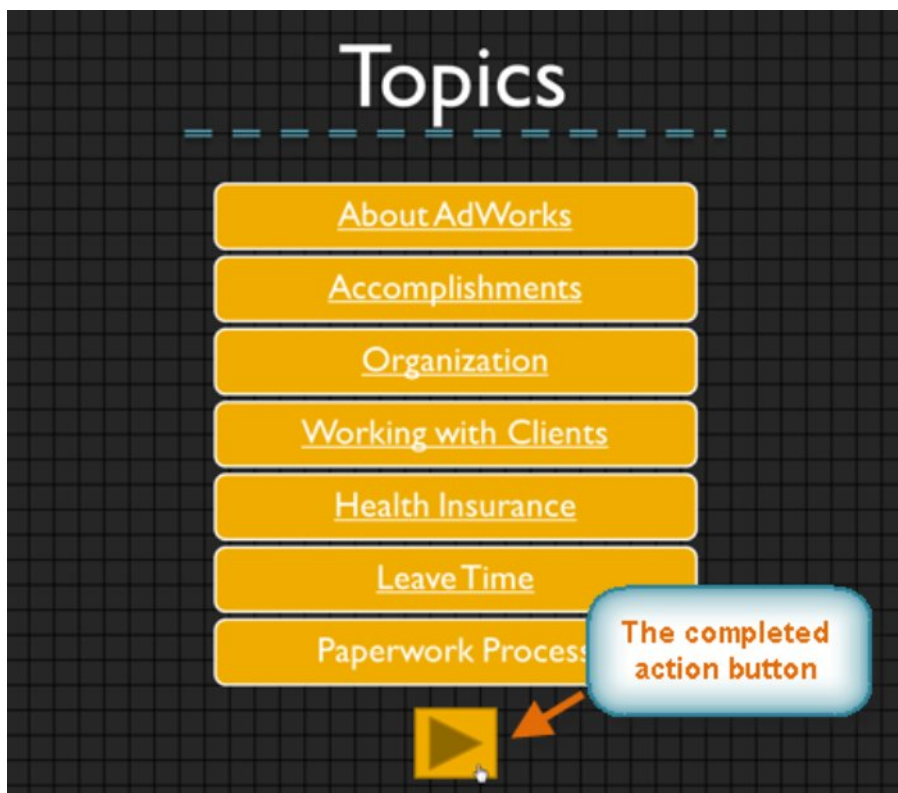 Topics
About AdWorks
Accomplishments
Organization
Working with Clients
Health Insurance
Leave Time
Paperwork Process
The completed
action button